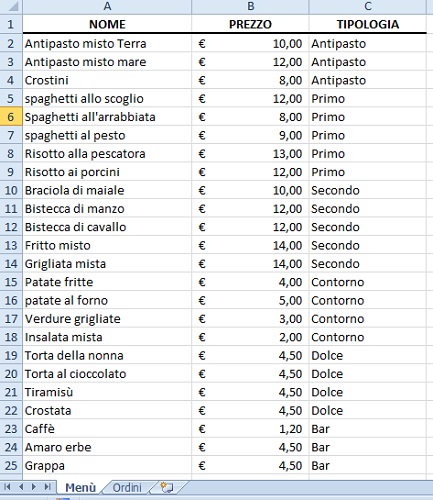 A B C
1 NOME PREZZO TIPOLOGIA
2 Antipasto misto Terra € 10,00 Antipasto
3 Antipasto misto mare € 12,00 Antipasto
4 Crostini € 8,00 Antipasto
5 spaghetti allo scoglio € 12,00 Primo
6 Spaghetti all'arrabbiata € 8,00 Primo
7 spaghetti al pesto € 9,00 Primo
8 Risotto alla pescatora € 13,00 Primo
9 Risotto ai porcini € 12,00 Primo
10 Braciola di maiale € 10,00 Secondo
11 Bistecca di manzo € 12,00 Secondo
12 Bistecca di cavallo € 12,00 Secondo
13 Fritto misto € 14,00 Secondo
14 Grigliata mista € 14,00 Secondo
15 Patate fritte € 4,00 Contorno
16 patate al forno € 5,00 Contorno
17 Verdure grigliate € 3,00 Contorno
18 Insalata mista € 2,00 Contorno
19 Torta della nonna € 4,50 Dolce
20 Torta al cioccolato € 4,50 Dolce
21 Tiramisù € 4,50 Dolce
22 Crostata € 4,50 Dolce
23 Caffè € 1,20 Bar
24 Amaro erbe € 4,50 Bar
25 Grappa € 4,50 Bar
Menù Ordini